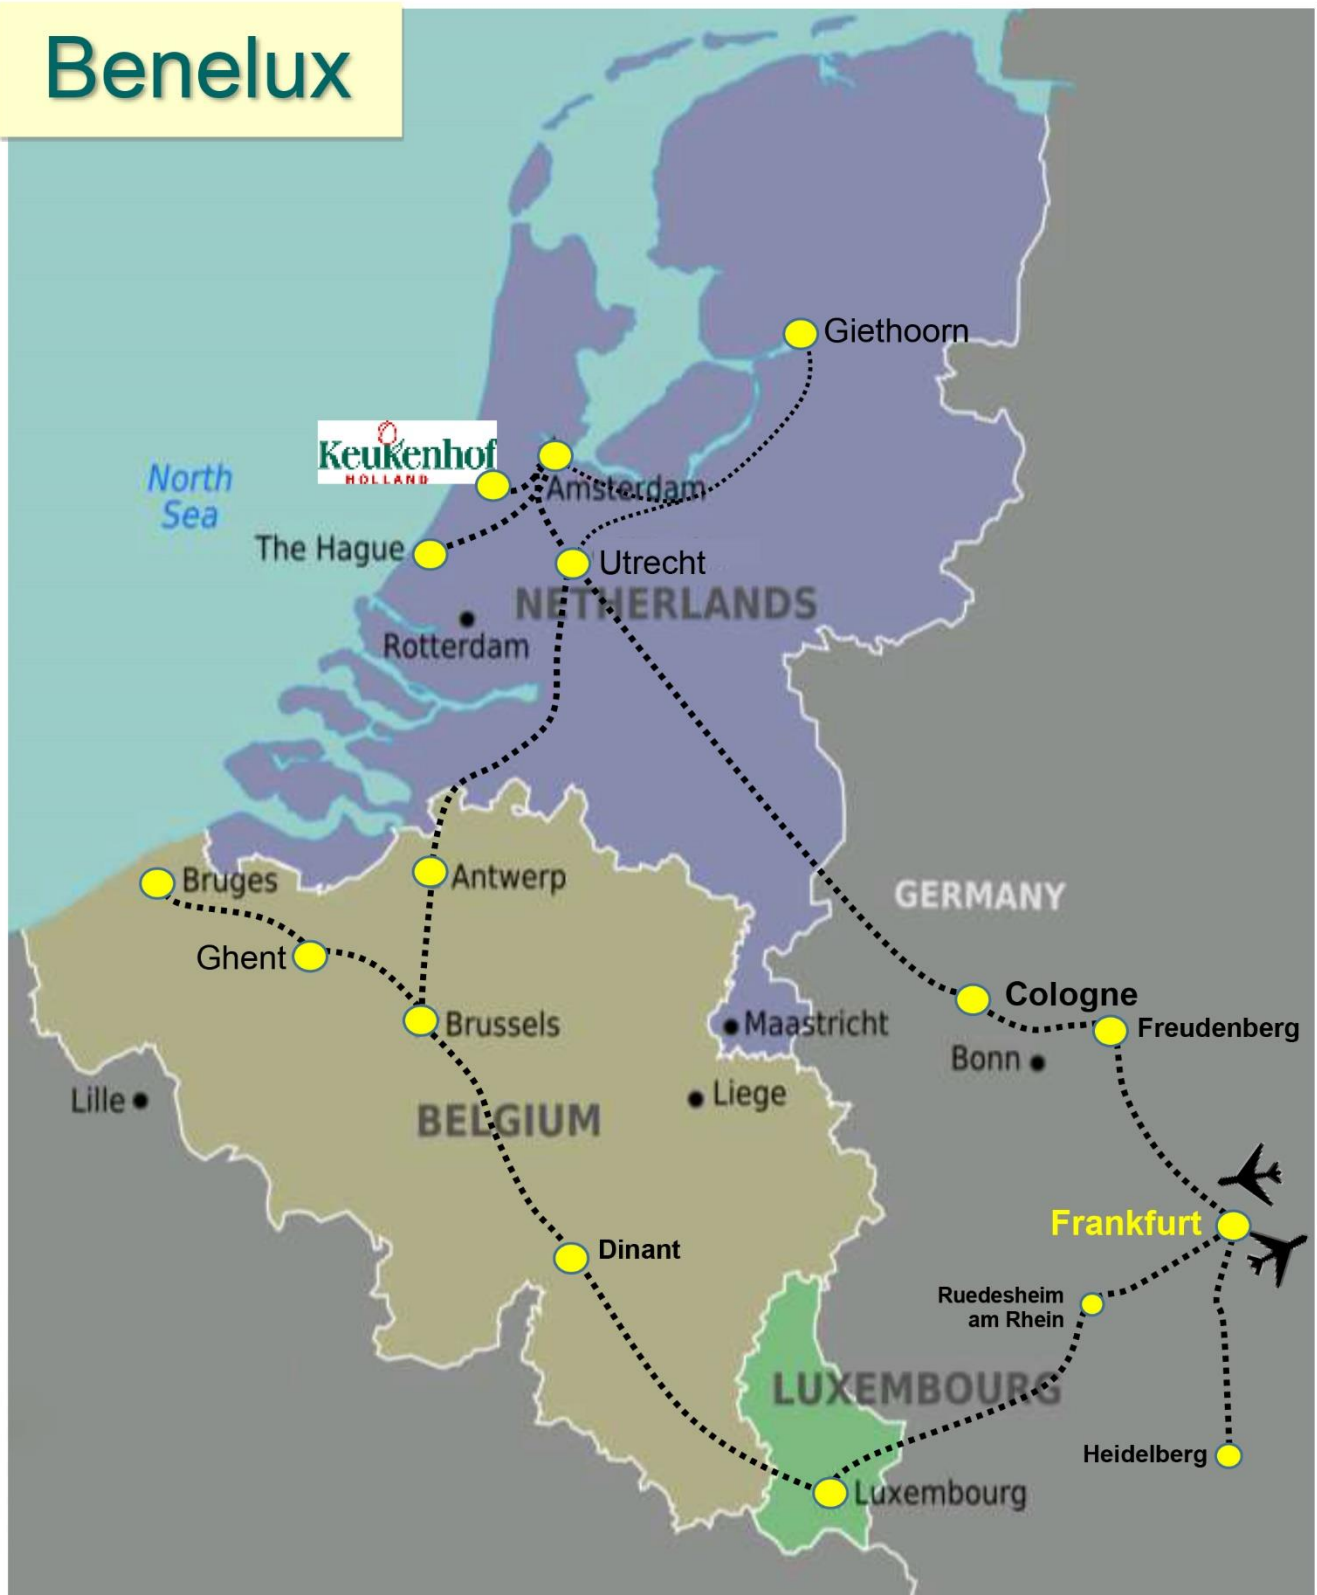 Benelux
Giethoorn
Keukenhof
HOLLAND
North
Sea
Amsterdam
The Hague
Utrecht
NETHERLANDS
Rotterdam
Bruges
Antwerp
GERMANY
Ghent
Cologne
Brussels
Maastricht
Freudenberg
Bonn
Lille
Liege
BELGIUM
Frankfurt
Dinant
Ruedesheim
am Rhein
LUXEMBOURG
Heidelberg
Luxembourg